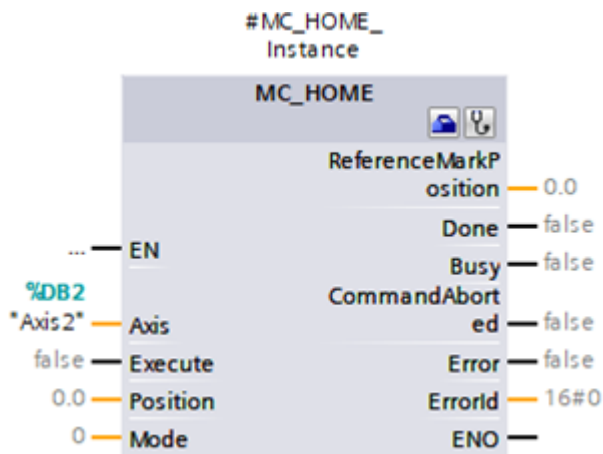 #MC_HOME_
Instance
MC_HOME
ReferenceMarkP
osition 0.0
Done false
... EN
Busy false
%DB2
CommandAbort
"Axis2" Axis
ed false
false Execute
Error false
0.0 Position
ErrorId 16#0
0 Mode
ENO